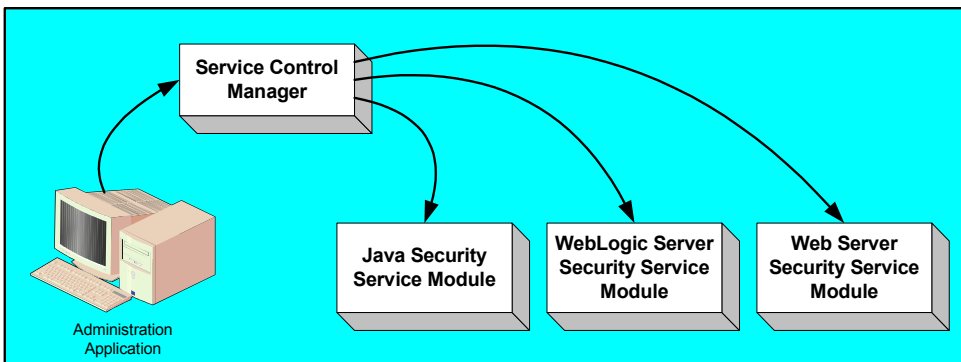 Service Control
Manager
Java Security
Service Module
WebLogic Server
Security Service
Module
Web Server
Security Service
Module
Administration
Application